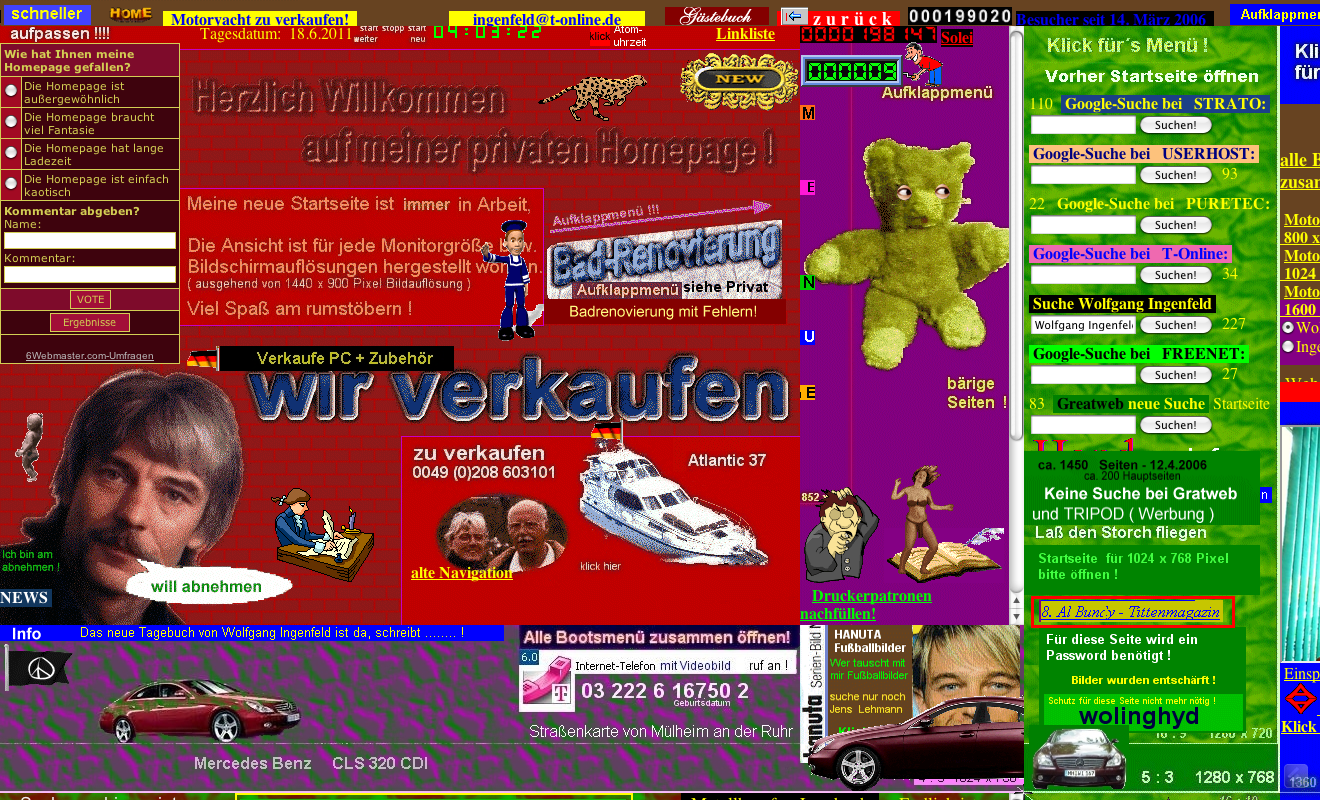 schneller
HOME
Motoryacht zu verkaufen!
ingenfeld@t-online.de
Gästebuch
zurück
000199020
Besucher seit 14. März 2006
Aufklappmen
aufpassen !!!!
Tagesdatum: 18.6.2011
start stopp start
weiter neu
04:03:22
klick
Atom-
uhrzeit
Linkliste
0000198147
Solei
Wie hat Ihnen meine
Homepage gefallen?
Die Homepage ist
außergewöhnlich
Die Homepage braucht
viel Fantasie
Die Homepage hat lange
Ladezeit
Die Homepage ist einfach
kaotisch
Kommentar abgeben?
Name:
Kommentar:
VOTE
Ergebnisse
6Webmaster.com-Umfragen
Herzlich Willkommen
auf meiner privaten Homepage !
NEW
Meine neue Startseite ist immer in Arbeit,
Die Ansicht ist für jede Monitorgröße bzw.
Bildschirmauflösungen hergestellt worden.
( ausgehend von 1440 x 900 Pixel Bildauflösung )
Viel Spaß am rumstöbern !
Aufklappmenü !!!
Bad-Renovierung
Aufklappmenü siehe Privat
Badrenovierung mit Fehlern!
Verkaufe PC + Zubehör
wir verkaufen
zu verkaufen
0049 (0)208 603101
Atlantic 37
klick hier
alte Navigation
Ich bin am
abnehmen !
will abnehmen
NEWS
000009
Aufklappmenü
M
E
N
U
E
bärige
Seiten !
852
Druckerpatronen
nachfüllen!
Klick für´s Menü !
Vorher Startseite öffnen
110 Google-Suche bei STRATO:
Suchen!
Google-Suche bei USERHOST:
Suchen! 93
22 Google-Suche bei PURETEC:
Suchen!
Google-Suche bei T-Online:
Suchen! 34
Suche Wolfgang Ingenfeld
Wolfgang Ingenfel
Suchen! 227
Google-Suche bei FREENET:
Suchen! 27
83 Greatweb neue Suche Startseite
Suchen!
ca. 1450 Seiten - 12.4.2006
ca. 200 Hauptseiten
Keine Suche bei Gratweb
und TRIPOD ( Werbung )
Laß den Storch fliegen
Startseite für 1024 x 768 Pixel
bitte öffnen !
8. Al Bundy - Tittenmagazin
Für diese Seite wird ein
Password benötigt !
Bilder wurden entschärft !
Schutz für diese Seite nicht mehr nötig !
wolinghyd
16 : 9 1280 x 720
5 : 3 1280 x 768
Kli
für
alle B
zusan
Moto
800 x
Moto
1024
Moto
1600
Wo
Inge
n
Einsp
Klick
1360
Info
Das neue Tagebuch von Wolfgang Ingenfeld ist da, schreibt ........ !
Mercedes Benz CLS 320 CDI
Alle Bootsmenü zusammen öffnen!
6.0
Internet-Telefon mit Videobild ruf an !
T
03 222 6 16750 2
Geburtsdatum
Straßenkarte von Mülheim an der Ruhr
hanuta
Serien-Bild
HANUTA
Fußballbilder
Wer tauscht mit
mir Fußballbilder
suche nur noch
Jens Lehmann